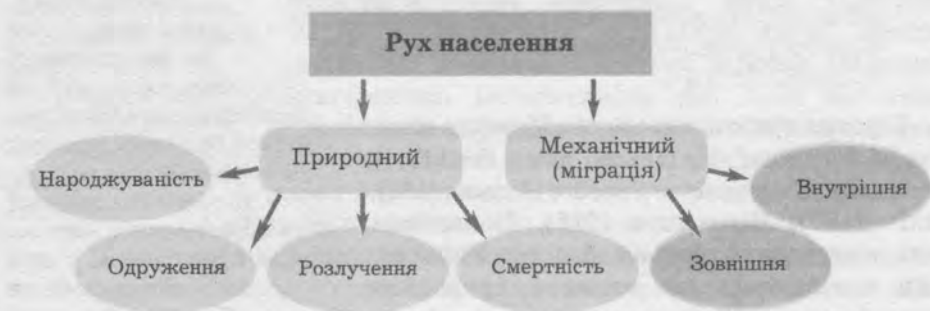 Рух населення
Природний
Механічний
(міграція)
Народжуваність
Внутрішня
Одруження
Розлучення
Смертність
Зовнішня